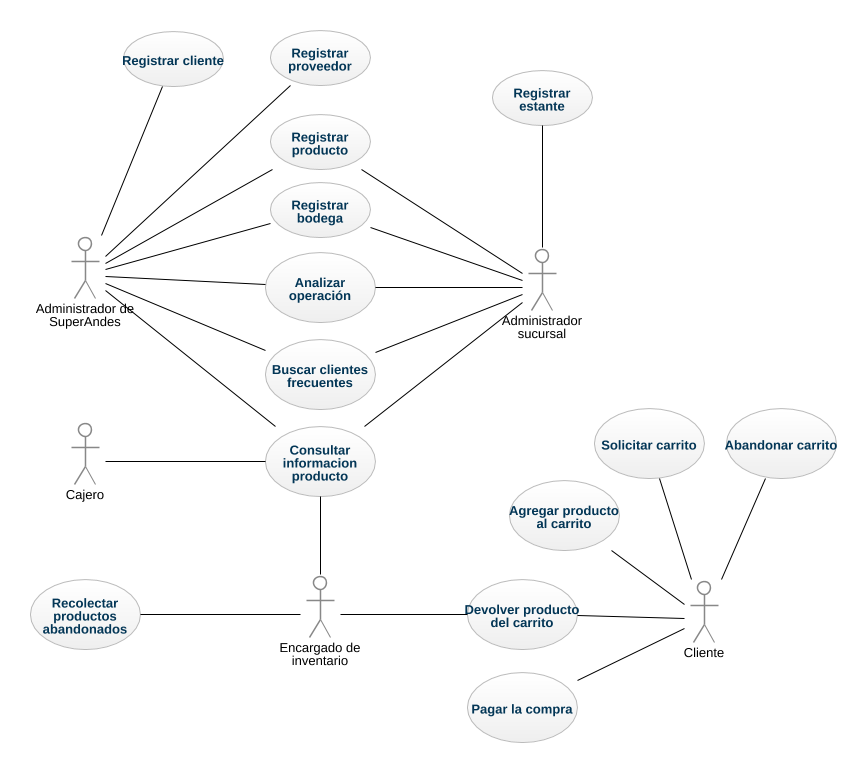 Registrar cliente
Registrar
proveedor
Registrar
estante
Registrar
producto
Registrar
bodega
Analizar
operación
Administrador de
SuperAndes
Administrador
sucursal
Buscar clientes
frecuentes
Consultar
informacion
producto
Cajero
Solicitar carrito
Abandonar carrito
Agregar producto
al carrito
Recolectar
productos
abandonados
Devolver producto
del carrito
Encargado de
inventario
Cliente
Pagar la compra